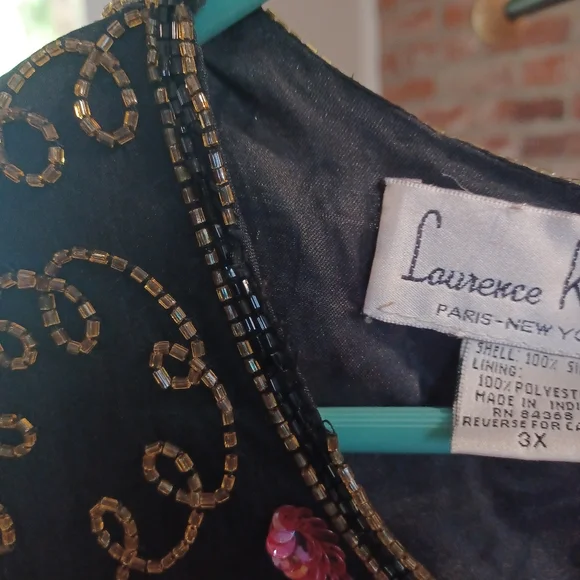 Laurence K
PARIS-NEW YO
SHELL: 100% SI
LINING:
100% POLYEST
MADE IN INDI
RN 84368
REVERSE FOR CA
3X